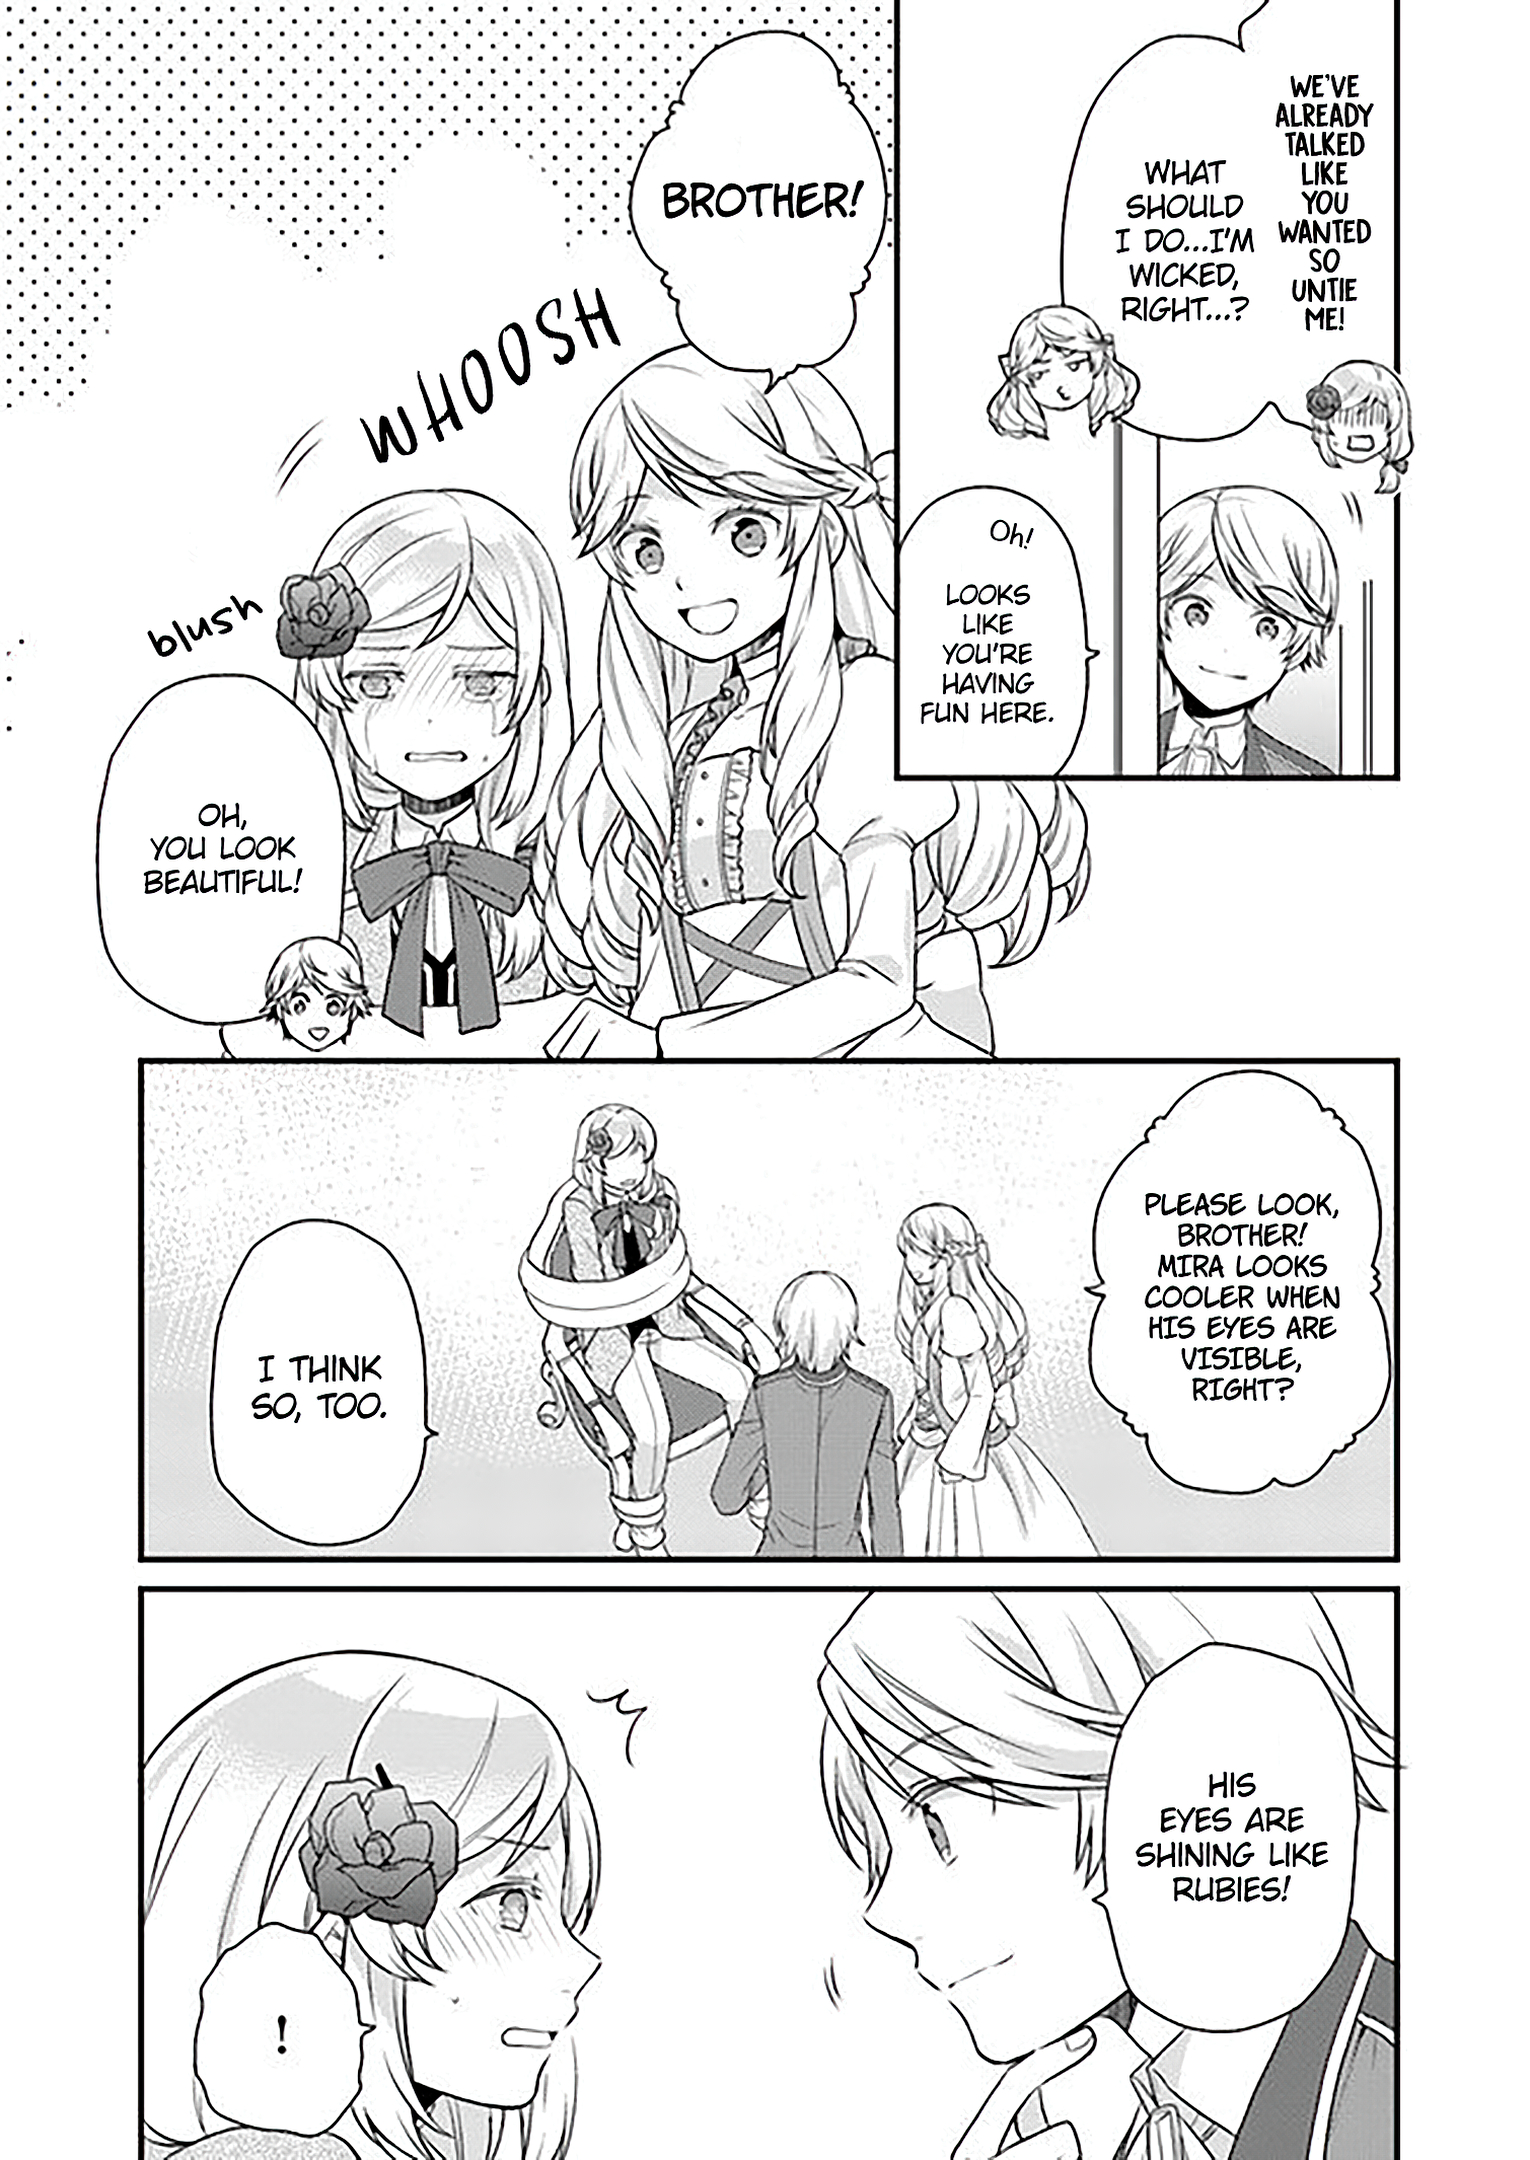 WE'VE
ALREADY
TALKED
LIKE
YOU
WANTED
SO
UNTIE
ME!
WHAT
SHOULD
I DO...I'M
WICKED,
RIGHT...?
Oh!
LOOKS
LIKE
YOU'RE
HAVING
FUN HERE.
BROTHER!
WHOOSH
blush
OH,
YOU LOOK
BEAUTIFUL!
PLEASE LOOK,
BROTHER!
MIRA LOOKS
COOLER WHEN
HIS EYES ARE
VISIBLE,
RIGHT?
I THINK
SO, TOO.
HIS
EYES ARE
SHINING LIKE
RUBIES!
!